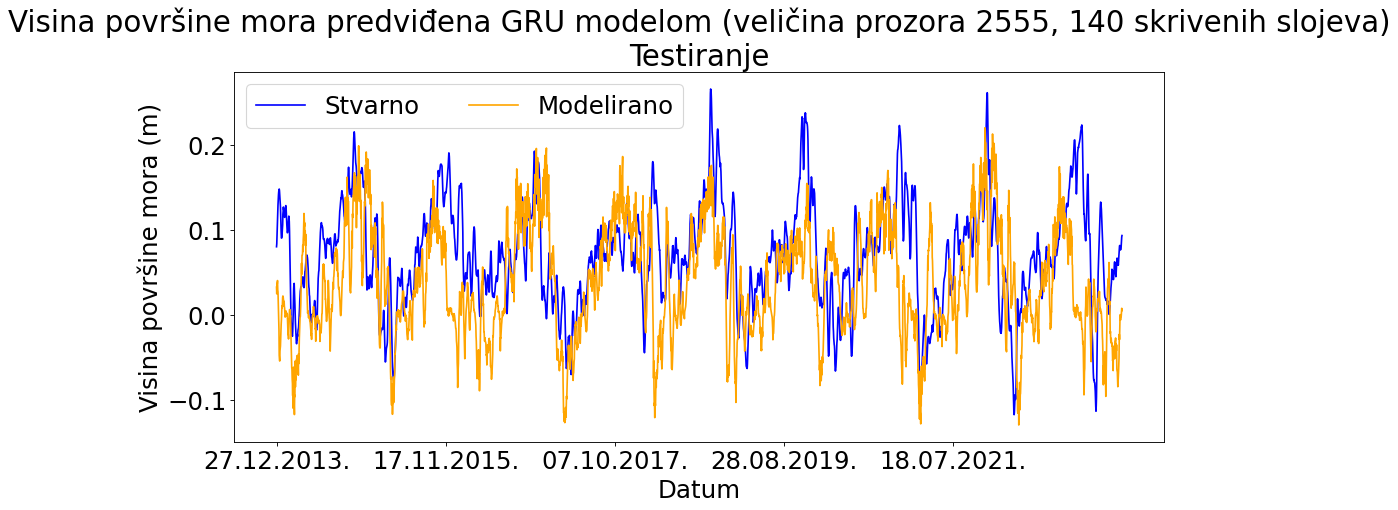 Visina površine mora predviđena GRU modelom (veličina prozora 2555, 140 skrivenih slojeva)
Testiranje
Stvarno
Modelirano
Visina površine mora (m)
0.2
0.1
0.0
−0.1
27.12.2013.
17.11.2015.
07.10.2017.
28.08.2019.
18.07.2021.
Datum